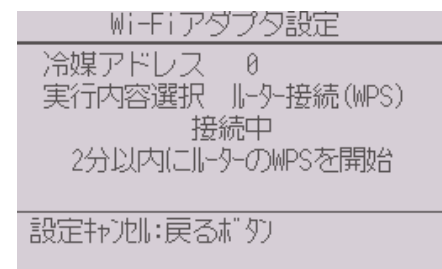 Wi-Fiアダプタ設定
冷媒アドレス 0
実行内容選択 ルーター接続(WPS)
接続中
2分以内にルーターのWPSを開始
設定キャンセル:戻るボタン